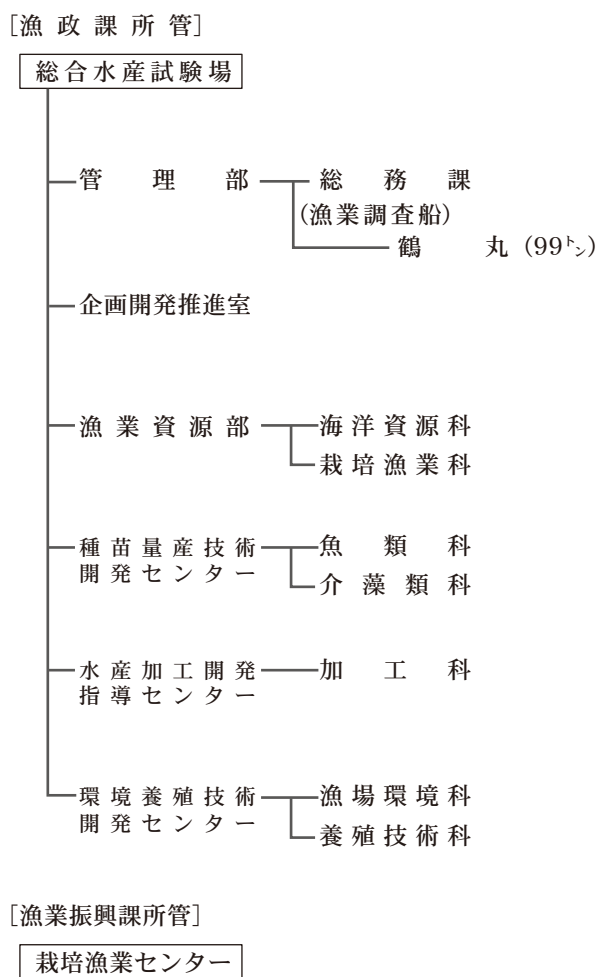 ［漁政課所管］
総合水産試験場
管理部 総務課
(漁業調査船)
鶴丸 (99㌧)
企画開発推進室
漁業資源部 海洋資源科
栽培漁業科
種苗量産技術 魚類科
開発センター 介藻類科
水産加工開発 加工科
指導センター
環境養殖技術 漁場環境科
開発センター 養殖技術科
［漁業振興課所管］
栽培漁業センター